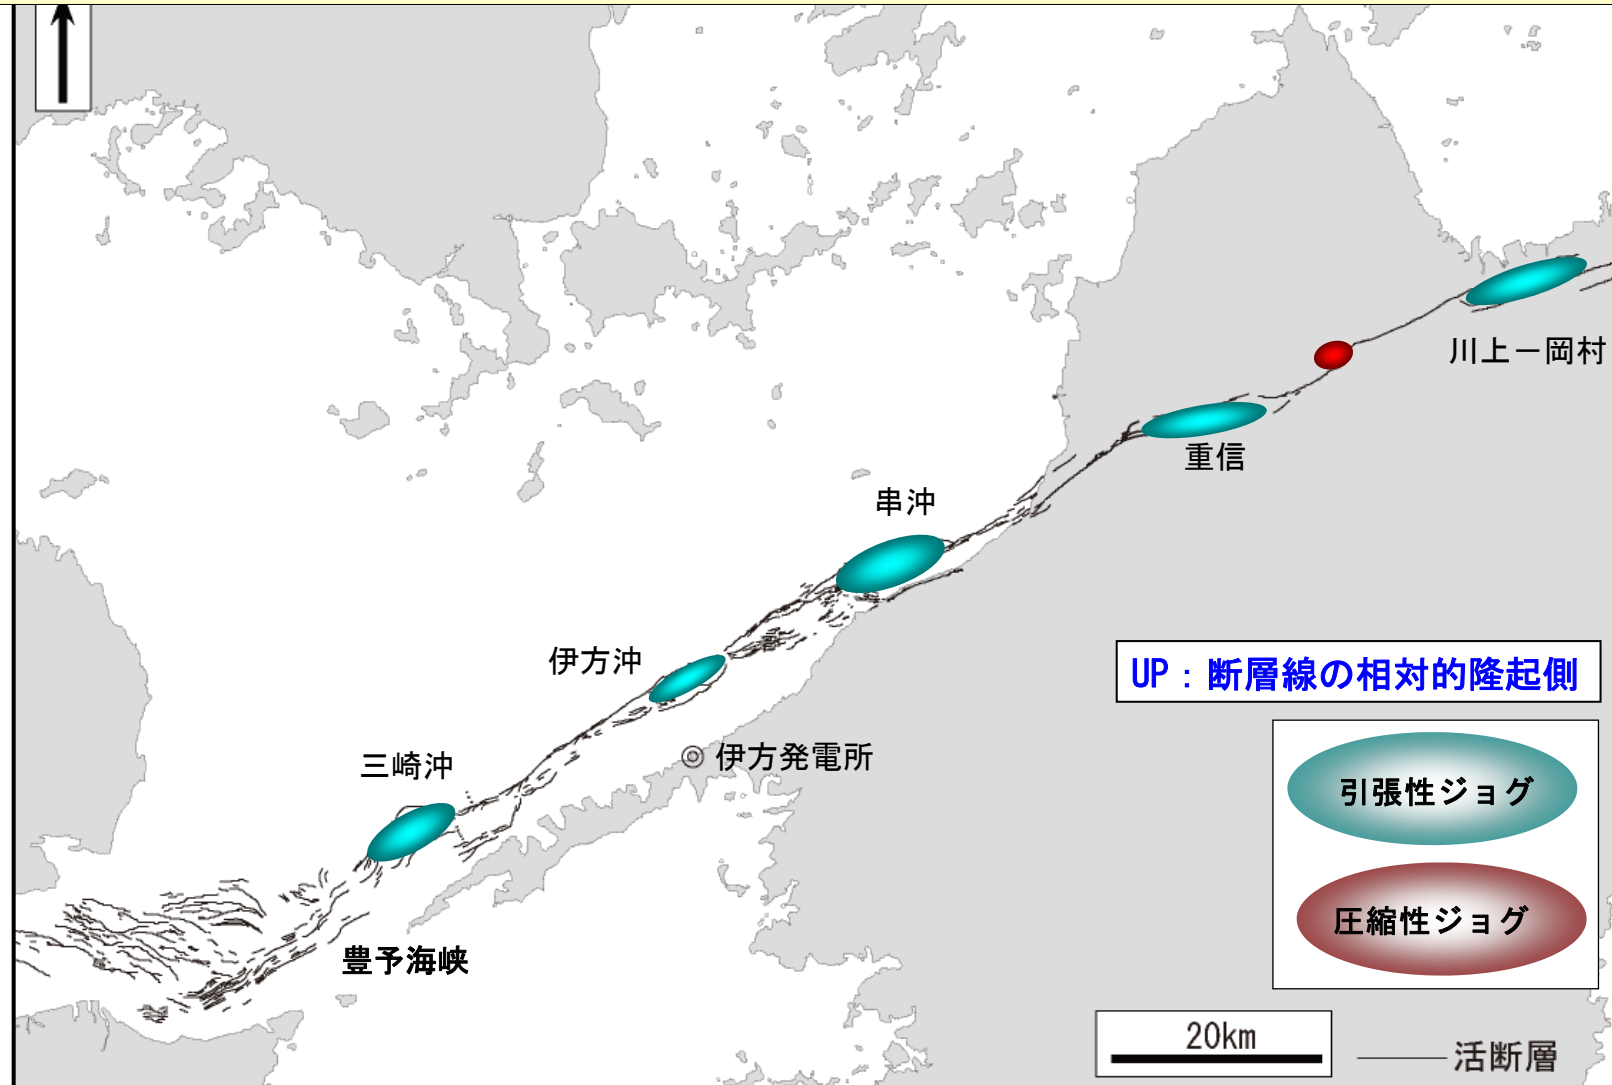 川上－岡村
重信
串沖
伊方沖
UP：断層線の相対的隆起側
伊方発電所
三崎沖
引張性ジョグ
圧縮性ジョグ
豊予海峡
20km
活断層